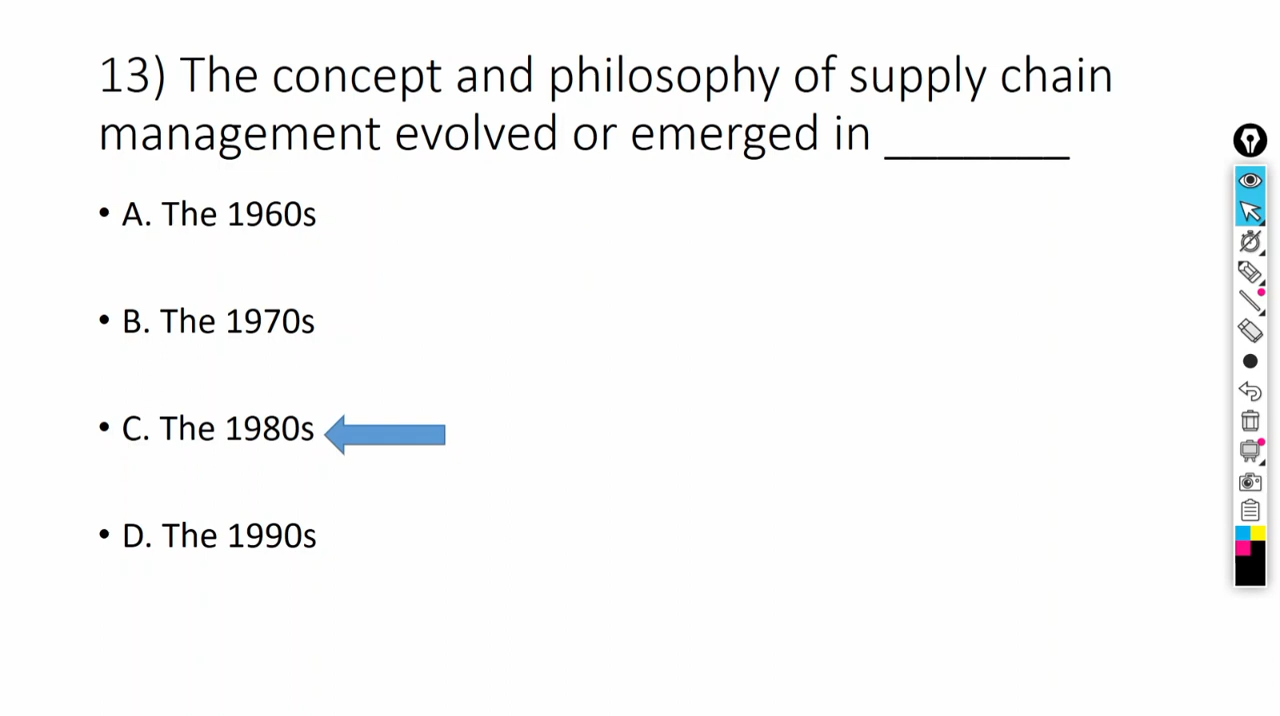 13) The concept and philosophy of supply chain
management evolved or emerged in _______
• A. The 1960s
• B. The 1970s
• C. The 1980s
• D. The 1990s